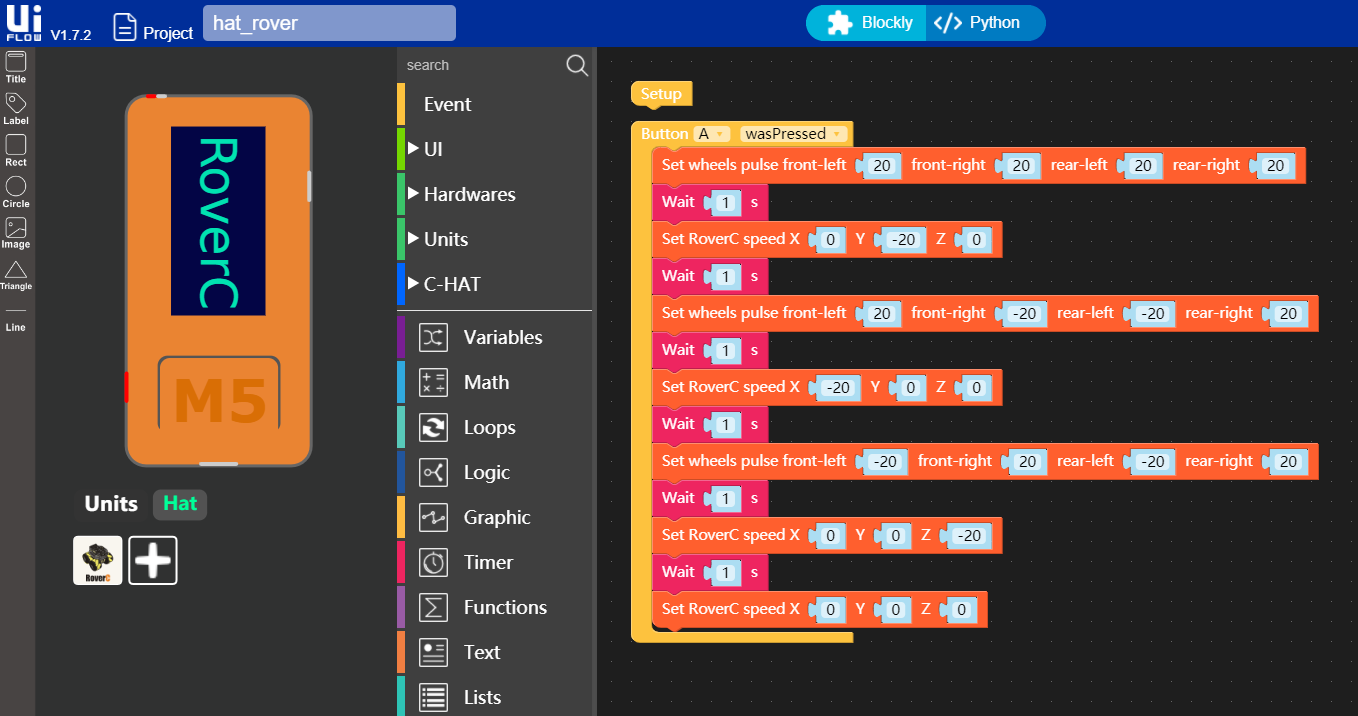 Ui
FLOW V1.7.2 Project hat_rover Blockly </> Python
Title
Label
Rect
Circle
Image
Triangle
Line
RoverC
M5
Units Hat
RoverC
search
Event
UI
Hardwares
Units
C-HAT
Variables
Math
Loops
Logic
Graphic
Timer
Functions
Text
Lists
Setup
Button A wasPressed
Set wheels pulse front-left 20 front-right 20 rear-left 20 rear-right 20
Wait 1 s
Set RoverC speed X 0 Y -20 Z 0
Wait 1 s
Set wheels pulse front-left 20 front-right -20 rear-left -20 rear-right 20
Wait 1 s
Set RoverC speed X -20 Y 0 Z 0
Wait 1 s
Set wheels pulse front-left -20 front-right 20 rear-left -20 rear-right 20
Wait 1 s
Set RoverC speed X 0 Y 0 Z -20
Wait 1 s
Set RoverC speed X 0 Y 0 Z 0